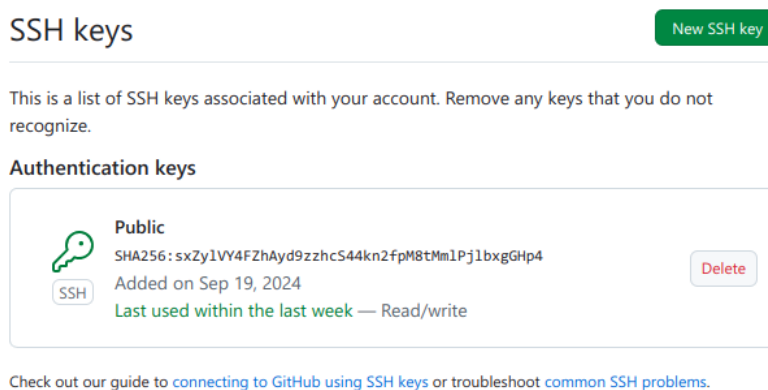 SSH keys
New SSH key
This is a list of SSH keys associated with your account. Remove any keys that you do not
recognize.
Authentication keys
Public
SHA256:sxZylVY4FZhAyd9zzhcS44kn2fpM8tMmlPjlbxgGHp4
Added on Sep 19, 2024
Last used within the last week — Read/write
SSH
Delete
Check out our guide to connecting to GitHub using SSH keys or troubleshoot common SSH problems.